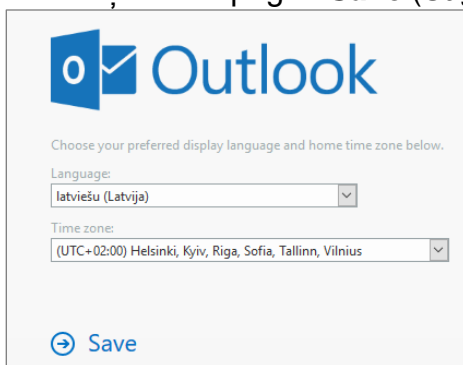 Outlook
Choose your preferred display language and home time zone below.
Language:
latviešu (Latvija)
Time zone:
(UTC+02:00) Helsinki, Kyiv, Riga, Sofia, Tallinn, Vilnius
Save